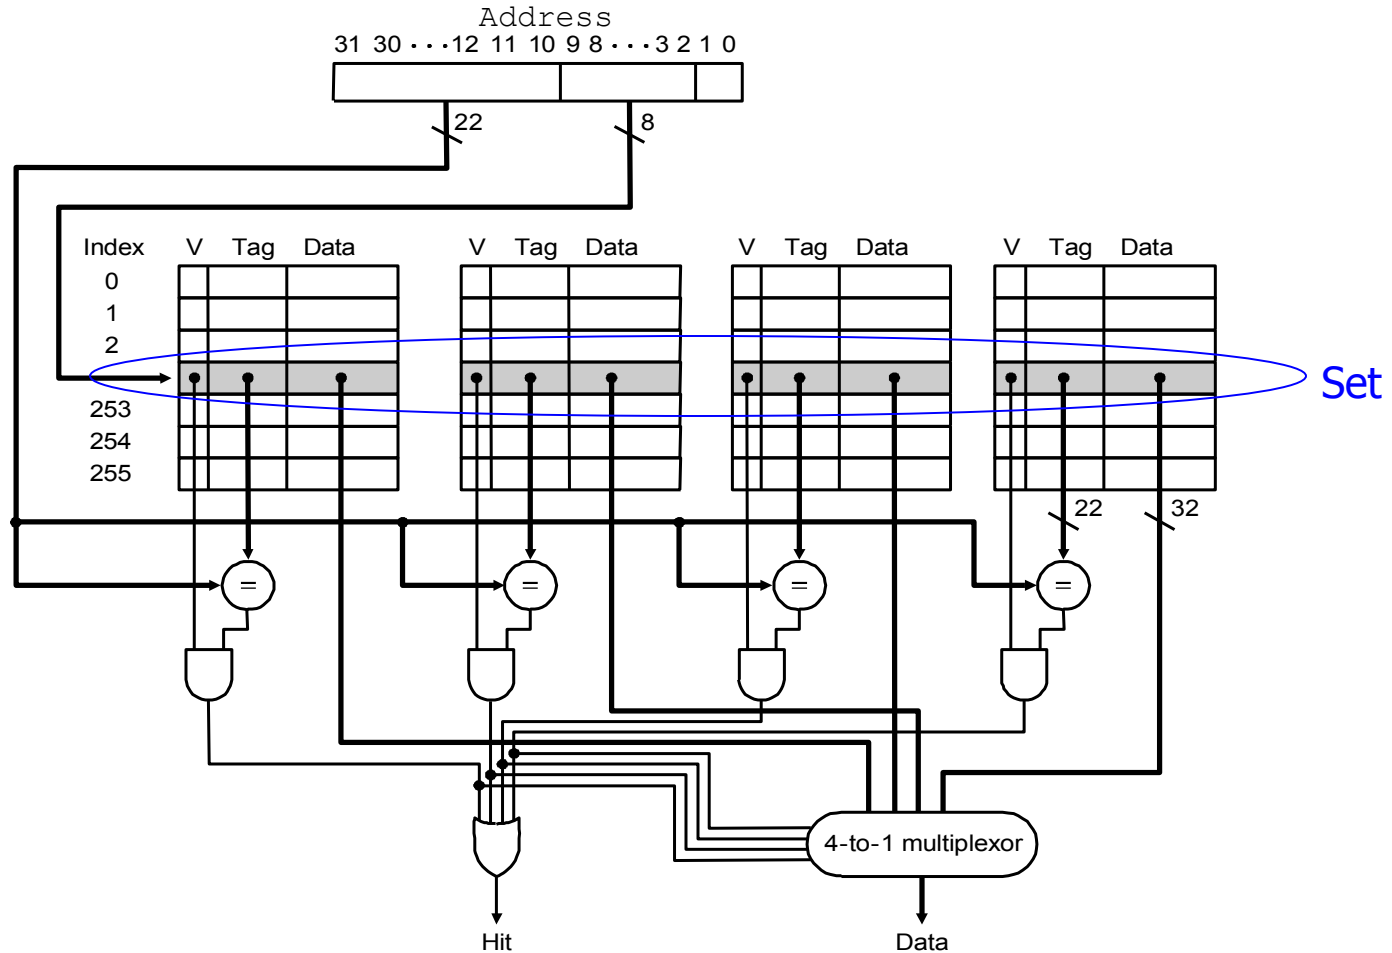 Address
31 30 ···12 11 10 9 8 ···3 2 1 0
22 8
Index V Tag Data V Tag Data V Tag Data V Tag Data
0
1
2
Set
253
254
255
22 32
= = = =
4-to-1 multiplexor
Hit Data